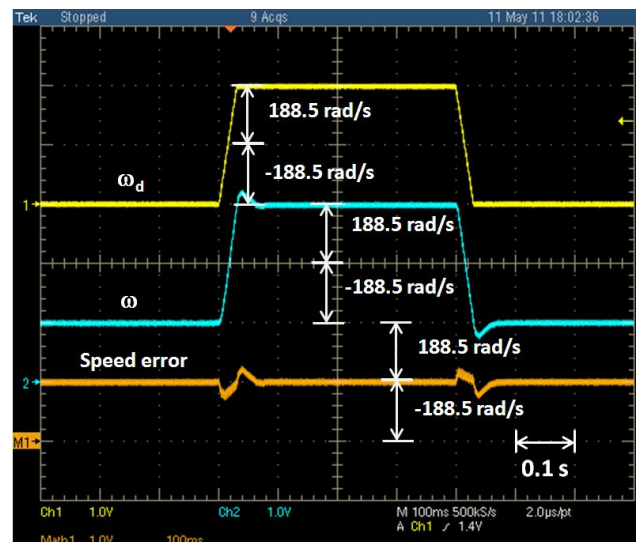 Tek Stopped 9 Acqs 11 May 11 18:02:36
188.5 rad/s
-188.5 rad/s
ωd
1
188.5 rad/s
-188.5 rad/s
ω
188.5 rad/s
Speed error
2
-188.5 rad/s
M1
0.1 s
Ch1 1.0V Ch2 1.0V M 100ms 500kS/s 2.0µs/pt
A Ch1 ∕ 1.4V
Math1 1.0V 100ms